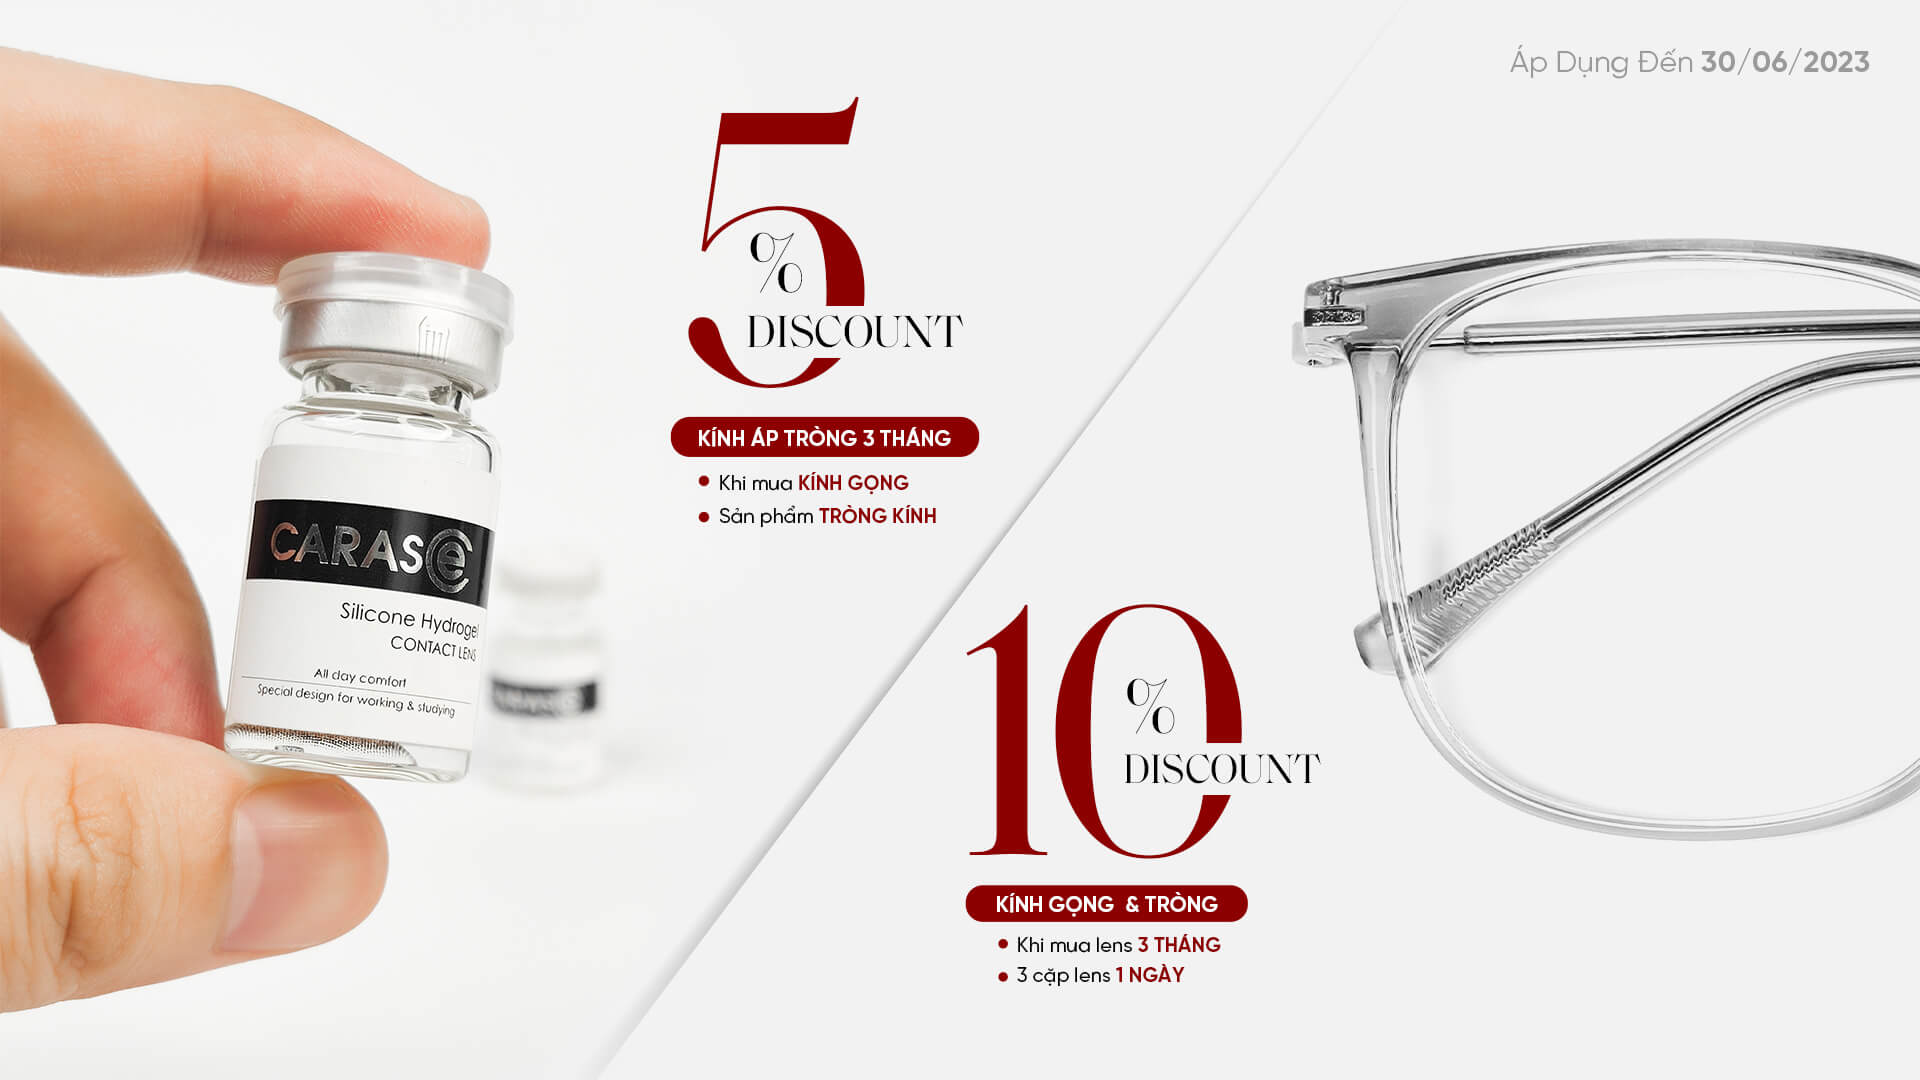 Áp Dụng Đến 30/06/2023
5
%
DISCOUNT
KÍNH ÁP TRÒNG 3 THÁNG
Khi mua KÍNH GỌNG
Sản phẩm TRÒNG KÍNH
CARAS e
Silicone Hydrogel
CONTACT LENS
All day comfort
Special design for working & studying
CARAS e
10
%
DISCOUNT
KÍNH GỌNG & TRÒNG
Khi mua lens 3 THÁNG
3 cặp lens 1 NGÀY